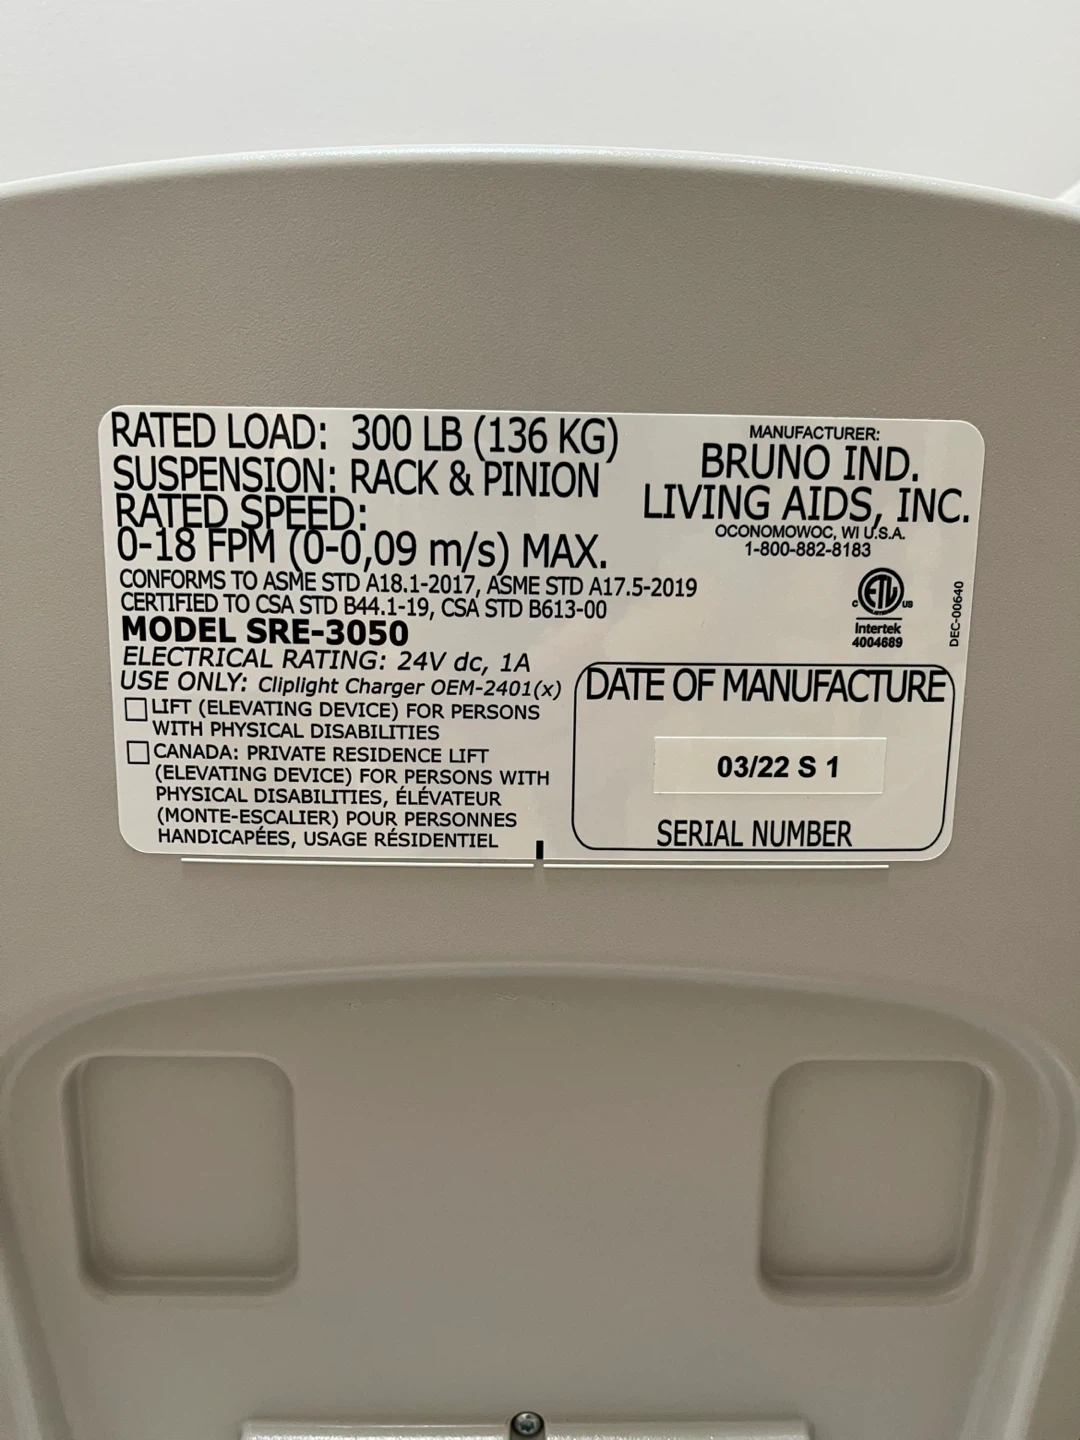 RATED LOAD: 300 LB (136 KG)
SUSPENSION: RACK & PINION
RATED SPEED:
0-18 FPM (0-0,09 m/s) MAX.
CONFORMS TO ASME STD A18.1-2017, ASME STD A17.5-2019
CERTIFIED TO CSA STD B44.1-19, CSA STD B613-00
MODEL SRE-3050
ELECTRICAL RATING: 24V dc, 1A
USE ONLY: Cliplight Charger OEM-2401(x)
LIFT (ELEVATING DEVICE) FOR PERSONS
WITH PHYSICAL DISABILITIES
CANADA: PRIVATE RESIDENCE LIFT
(ELEVATING DEVICE) FOR PERSONS WITH
PHYSICAL DISABILITIES, ÉLÉVATEUR
(MONTE-ESCALIER) POUR PERSONNES
HANDICAPÉES, USAGE RÉSIDENTIEL
MANUFACTURER:
BRUNO IND.
LIVING AIDS, INC.
OCONOMOWOC, WI U.S.A.
1-800-882-8183
C ETL US
Intertek
4004689
DEC-00640
DATE OF MANUFACTURE
03/22 S 1
SERIAL NUMBER